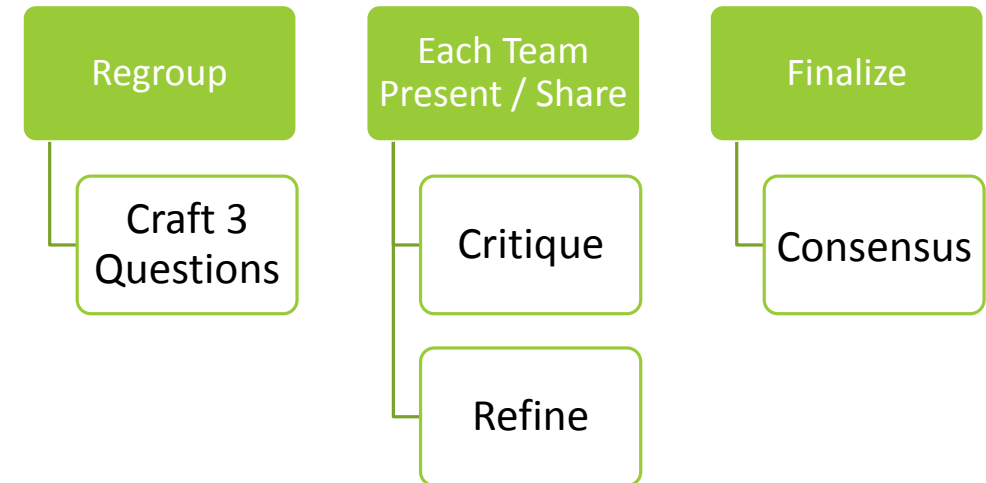 Regroup
Craft 3
Questions
Each Team
Present / Share
Critique
Refine
Finalize
Consensus